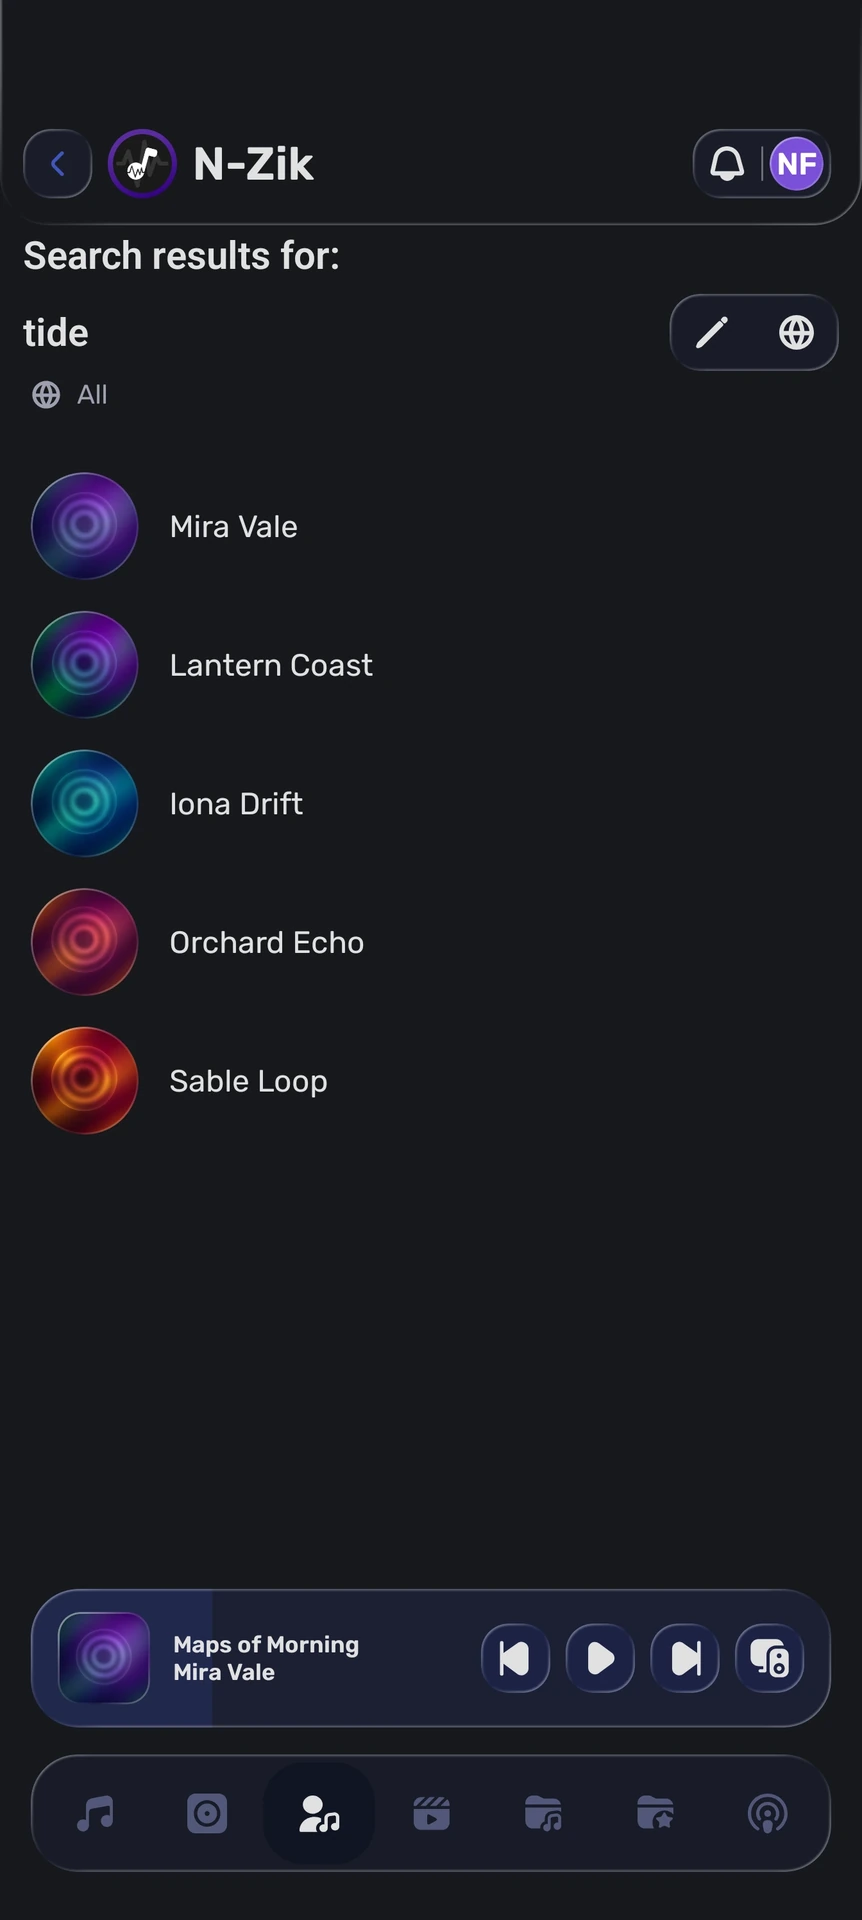 N-Zik
NF
Search results for:
tide
All
Mira Vale
Lantern Coast
Iona Drift
Orchard Echo
Sable Loop
Maps of Morning
Mira Vale